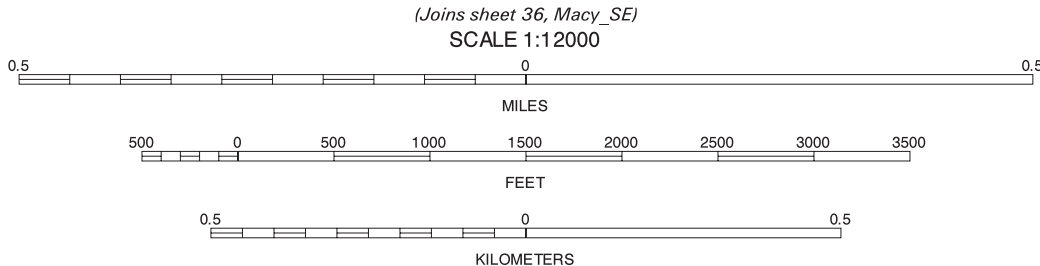 (Joins sheet 36, Macy_SE)
SCALE 1:12000
0.5 0 0.5
MILES
500 0 500 1000 1500 2000 2500 3000 3500
FEET
0.5 0 0.5
KILOMETERS